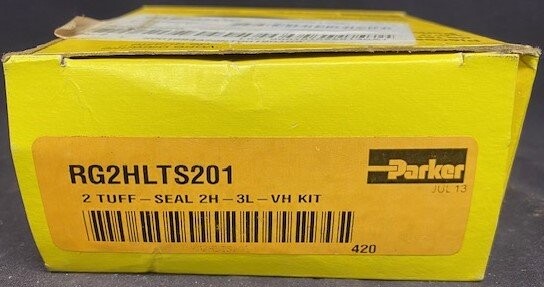 RG2HLTS201
Parker
JUL 13
2 TUFF-SEAL 2H-3L-VH KIT
420